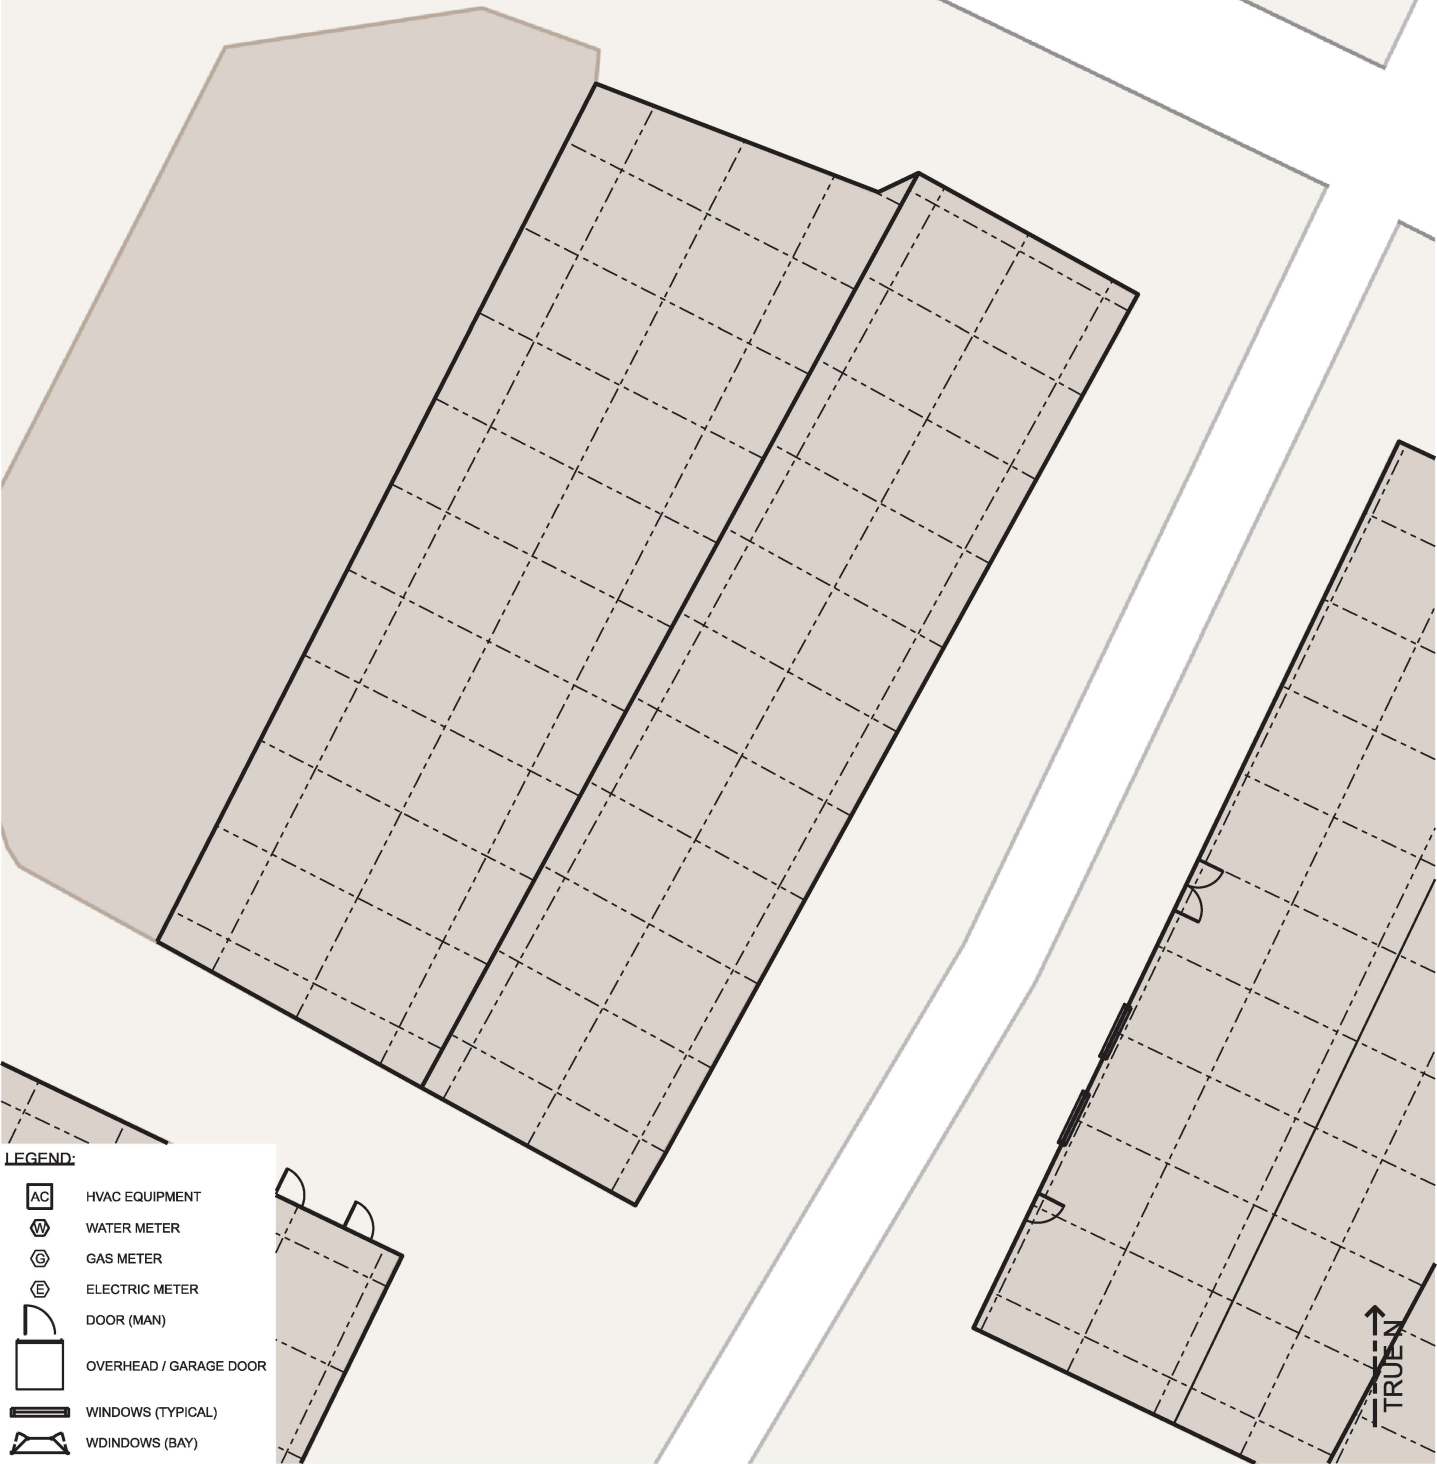 LEGEND:
AC HVAC EQUIPMENT
W WATER METER
G GAS METER
E ELECTRIC METER
DOOR (MAN)
OVERHEAD / GARAGE DOOR
WINDOWS (TYPICAL)
WDINDOWS (BAY)
TRUE N